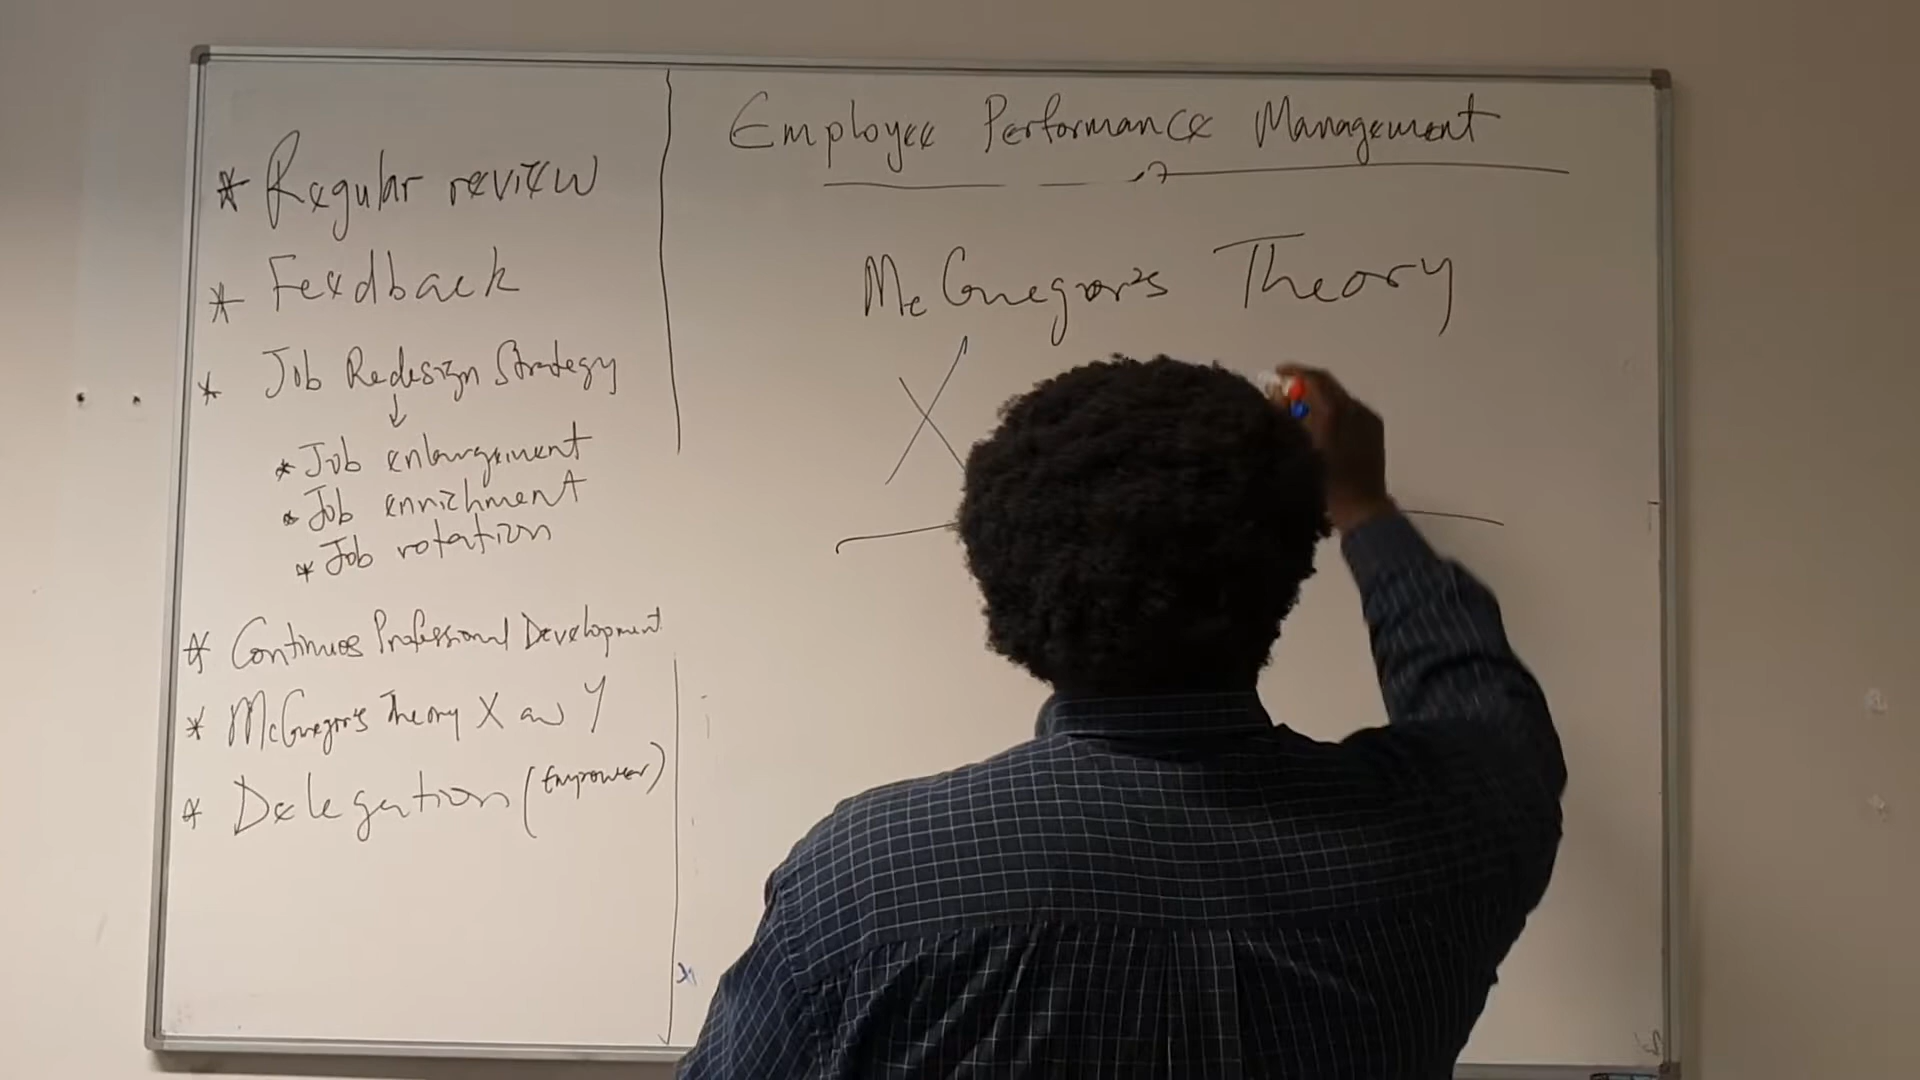 * Regular review
* Feedback
* Job Redesign Strategy
* Job enlargement
* Job enrichment
* Job rotation
* Continues Professional Development
* McGregor's Theory X and Y
* Delegation (Empower)
Employee Performance Management
McGregor's Theory
X